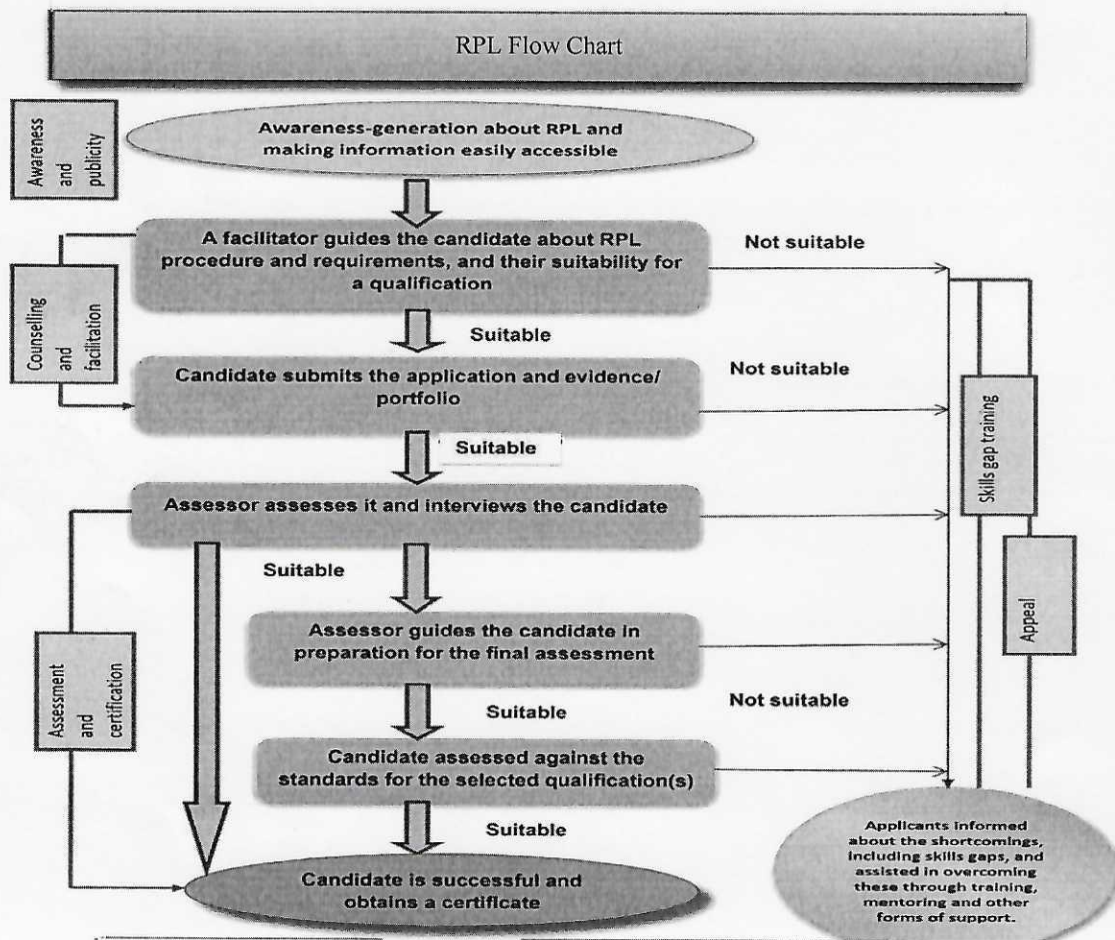 RPL Flow Chart
Awareness
and
publicity
Awareness-generation about RPL and
making information easily accessible
Counselling
and
facilitation
A facilitator guides the candidate about RPL
procedure and requirements, and their suitability for
a qualification
Not suitable
Suitable
Candidate submits the application and evidence/
portfolio
Not suitable
Suitable
Skills gap training
Assessor assesses it and interviews the candidate
Suitable
Appeal
Assessment
and
certification
Assessor guides the candidate in
preparation for the final assessment
Suitable
Not suitable
Candidate assessed against the
standards for the selected qualification(s)
Suitable
Candidate is successful and
obtains a certificate
Applicants informed
about the shortcomings,
including skills gaps, and
assisted in overcoming
these through training,
mentoring and other
forms of support.